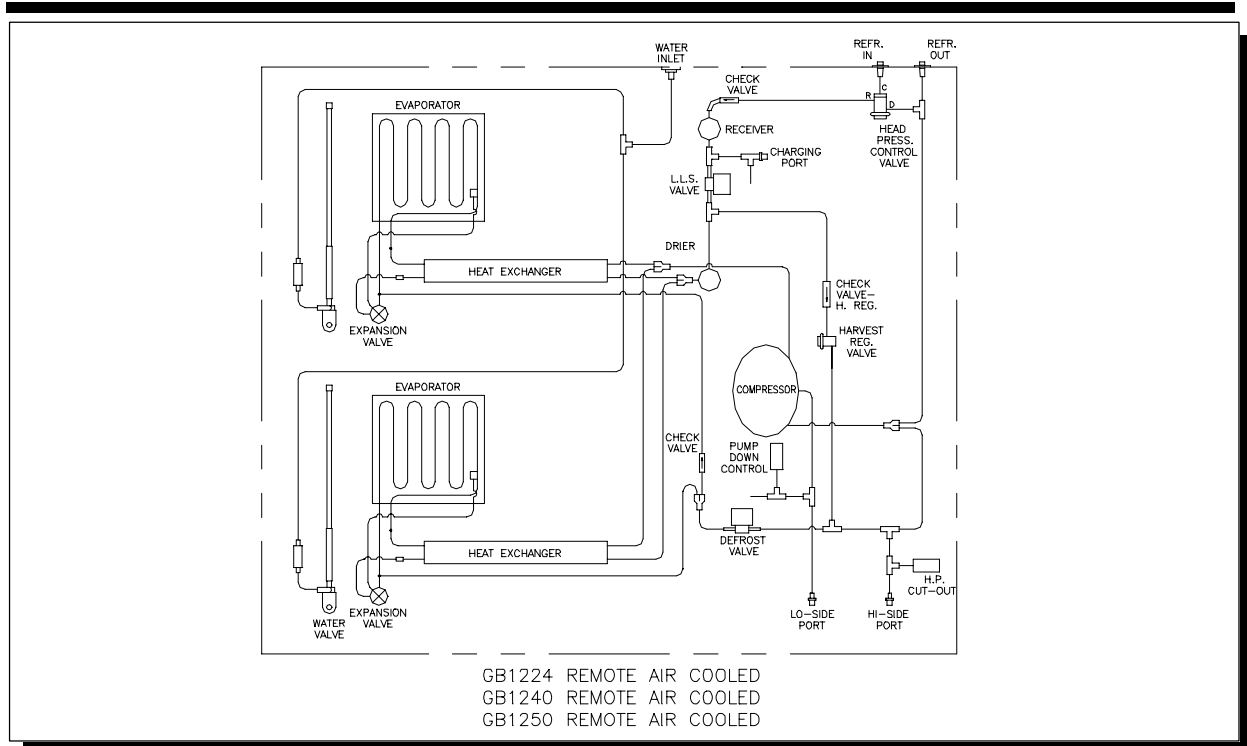 WATER
INLET
REFR.
IN
REFR.
OUT
CHECK
VALVE
C
R
D
EVAPORATOR
RECEIVER
HEAD
PRESS.
CONTROL
VALVE
CHARGING
PORT
L.L.S.
VALVE
DRIER
HEAT EXCHANGER
CHECK
VALVE-
H. REG.
EXPANSION
VALVE
HARVEST
REG.
VALVE
EVAPORATOR
COMPRESSOR
CHECK
VALVE
PUMP
DOWN
CONTROL
DEFROST
VALVE
HEAT EXCHANGER
H.P.
CUT-OUT
EXPANSION
VALVE
WATER
VALVE
LO-SIDE
PORT
HI-SIDE
PORT
GB1224 REMOTE AIR COOLED
GB1240 REMOTE AIR COOLED
GB1250 REMOTE AIR COOLED